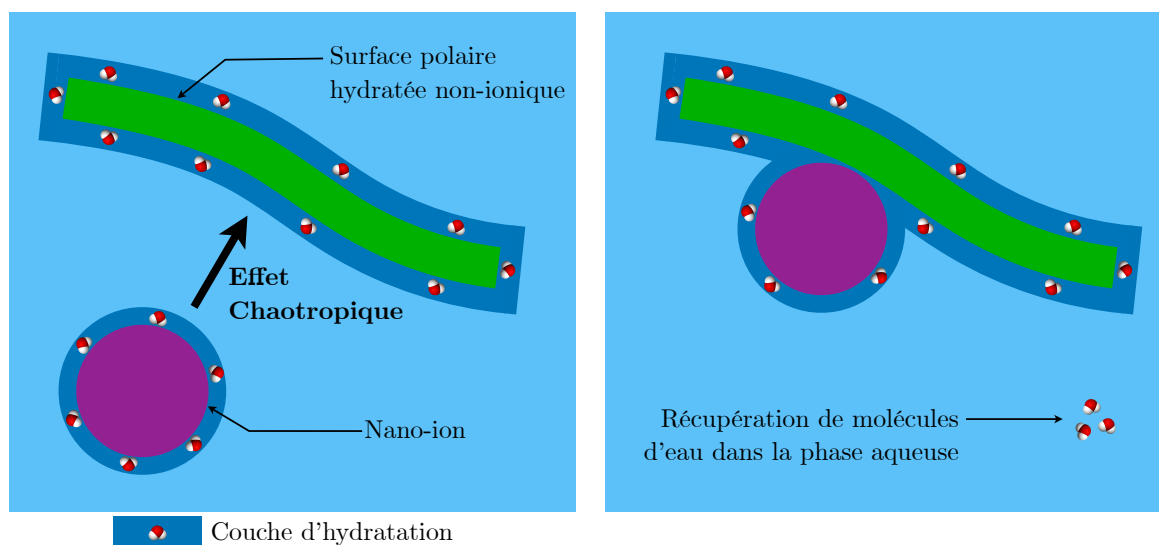 Surface polaire
hydratée non-ionique
Effet
Chaotropique
Nano-ion
Couche d'hydratation
Récupération de molécules
d'eau dans la phase aqueuse